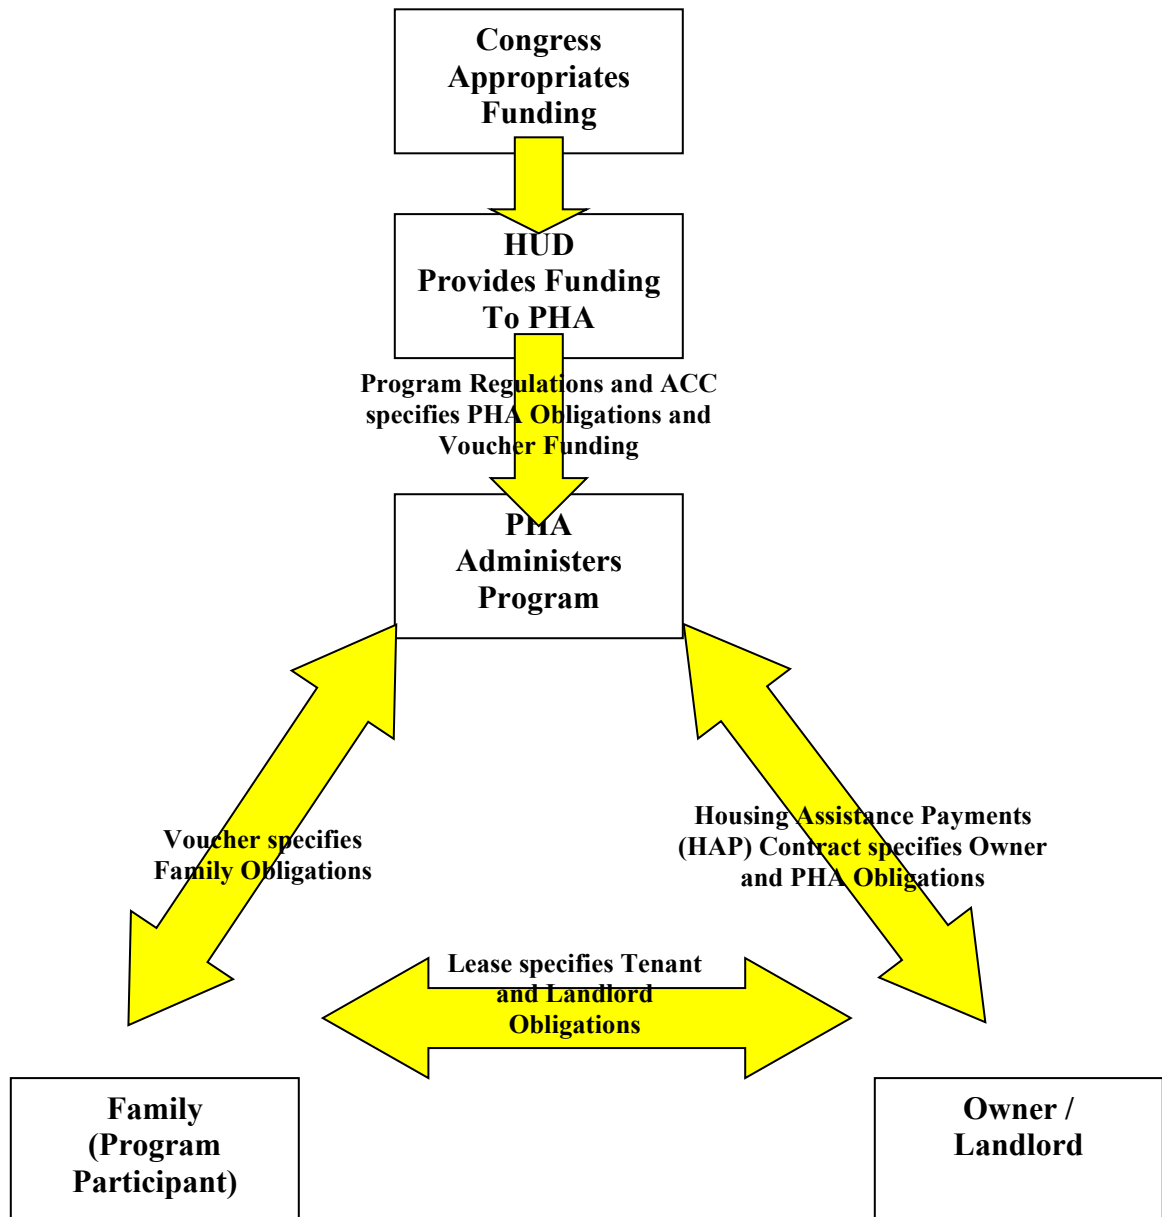 Congress
Appropriates
Funding
HUD
Provides Funding
To PHA
Program Regulations and ACC
specifies PHA Obligations and
Voucher Funding
PHA
Administers
Program
Voucher specifies
Family Obligations
Housing Assistance Payments
(HAP) Contract specifies Owner
and PHA Obligations
Lease specifies Tenant
and Landlord
Obligations
Family
(Program
Participant)
Owner /
Landlord